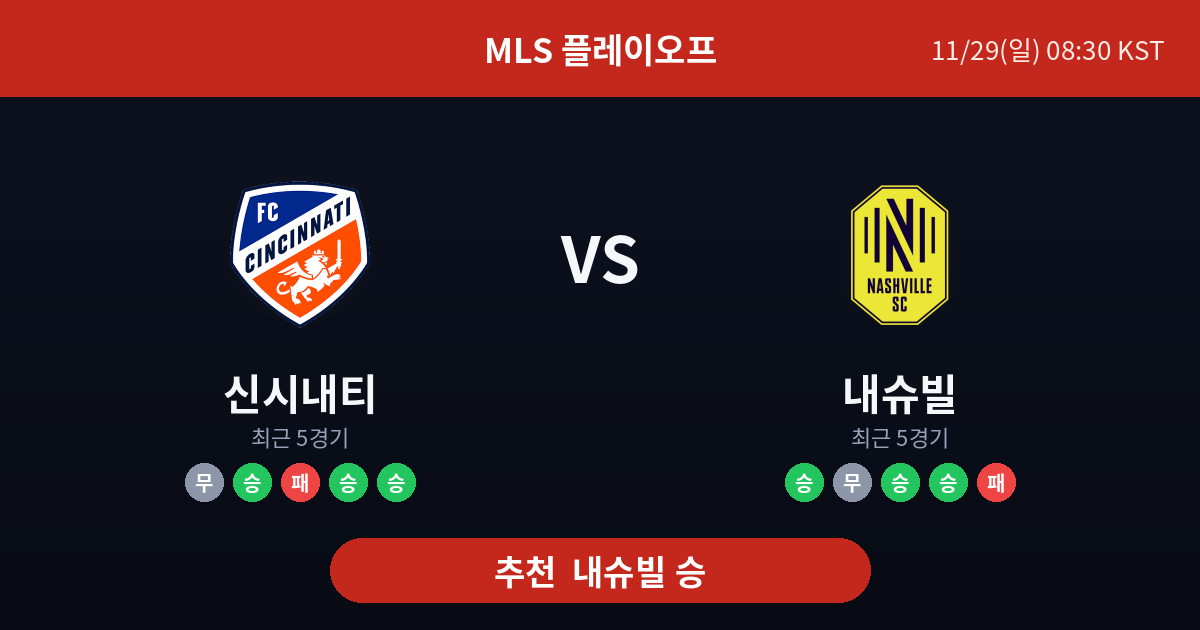 MLS 플레이오프
11/29(일) 08:30 KST
FC
CINCINNATI
VS
NASHVILLE
SC
신시내티
내슈빌
최근 5경기
최근 5경기
무 승 패 승 승
승 무 승 승 패
추천 내슈빌 승